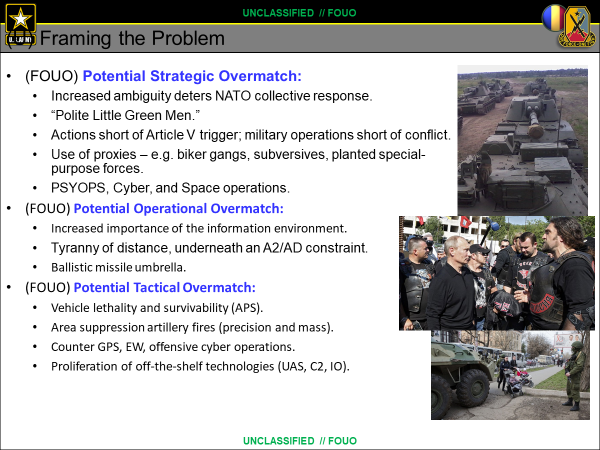 UNCLASSIFIED // FOUO
U.S. ARMY
Framing the Problem
• (FOUO) Potential Strategic Overmatch:
• Increased ambiguity deters NATO collective response.
• “Polite Little Green Men.”
• Actions short of Article V trigger; military operations short of conflict.
• Use of proxies – e.g. biker gangs, subversives, planted special-
purpose forces.
• PSYOPS, Cyber, and Space operations.
• (FOUO) Potential Operational Overmatch:
• Increased importance of the information environment.
• Tyranny of distance, underneath an A2/AD constraint.
• Ballistic missile umbrella.
• (FOUO) Potential Tactical Overmatch:
• Vehicle lethality and survivability (APS).
• Area suppression artillery fires (precision and mass).
• Counter GPS, EW, offensive cyber operations.
• Proliferation of off-the-shelf technologies (UAS, C2, IO).
UNCLASSIFIED // FOUO